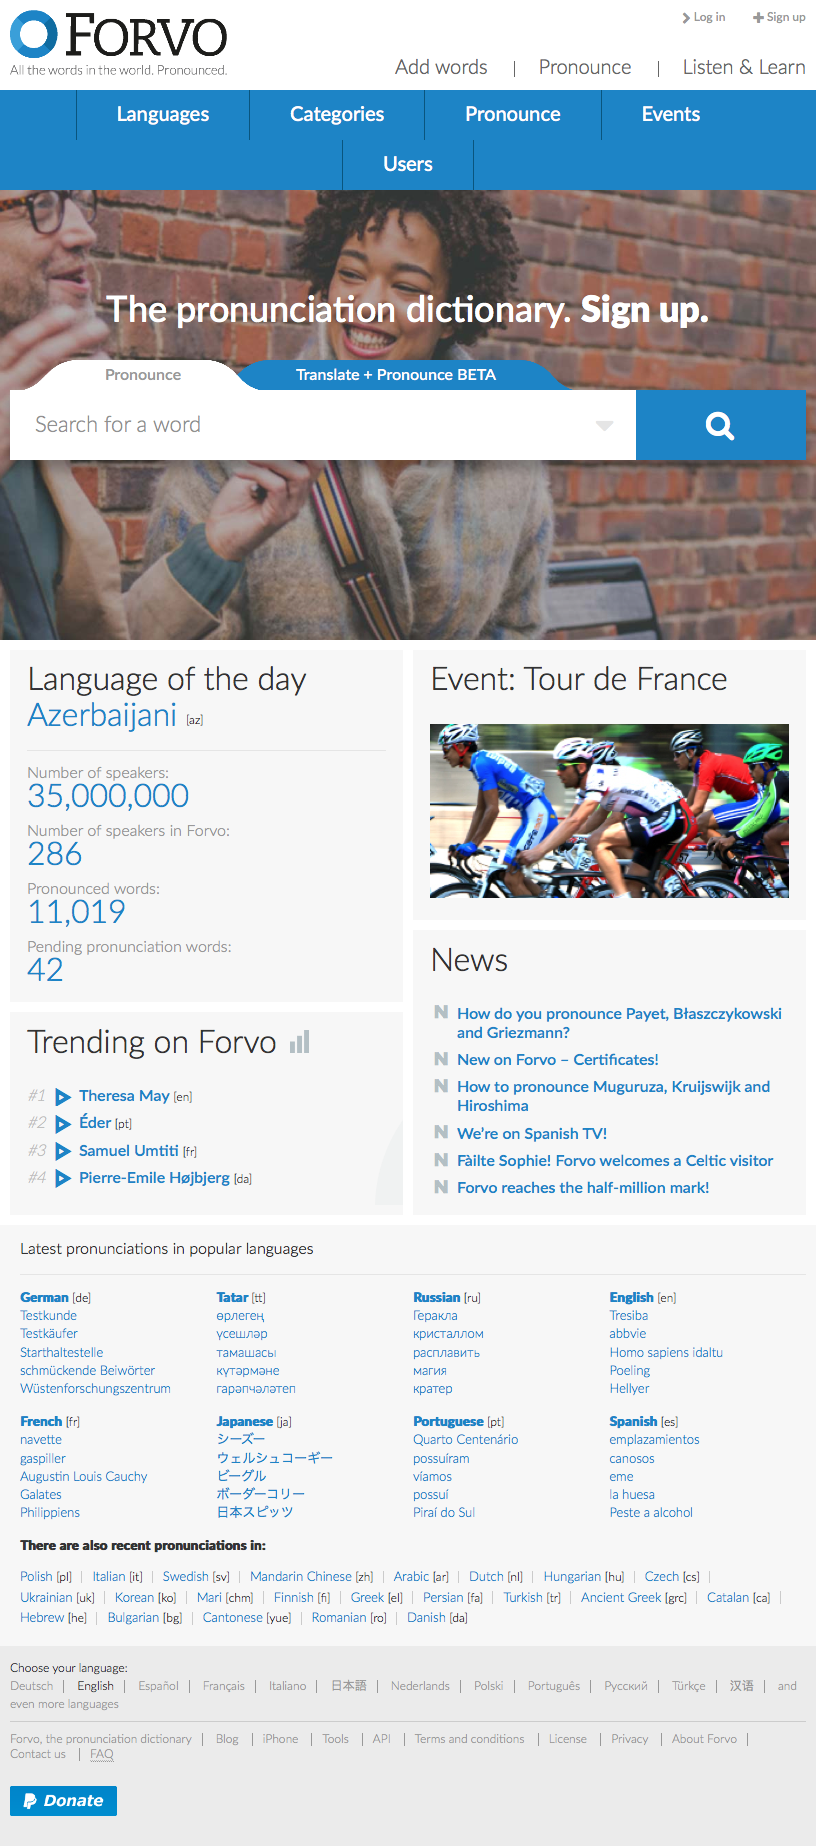 FORVO
All the words in the world. Pronounced.
Log in
Sign up
Add words | Pronounce | Listen & Learn
Languages
Categories
Pronounce
Events
Users
The pronunciation dictionary. Sign up.
Pronounce
Translate + Pronounce BETA
Search for a word
Language of the day
Azerbaijani [az]
Number of speakers:
35,000,000
Number of speakers in Forvo:
286
Pronounced words:
11,019
Pending pronunciation words:
42
Trending on Forvo
#1 Theresa May [en]
#2 Éder [pt]
#3 Samuel Umtiti [fr]
#4 Pierre-Emile Højbjerg [da]
Event: Tour de France
News
N How do you pronounce Payet, Błaszczykowski
and Griezmann?
N New on Forvo – Certificates!
N How to pronounce Muguruza, Kruijswijk and
Hiroshima
N We're on Spanish TV!
N Fàilte Sophie! Forvo welcomes a Celtic visitor
N Forvo reaches the half-million mark!
Latest pronunciations in popular languages
German [de]
Testkunde
Testkäufer
Starthaltestelle
schmückende Beiwörter
Wüstenforschungszentrum
Tatar [tt]
өрлегең
үсешләр
тамашасы
күтәрмәне
гарәпчәләтеп
Russian [ru]
Геракла
кристаллом
расплавить
магия
кратер
English [en]
Tresiba
abbvie
Homo sapiens idaltu
Poeling
Hellyer
French [fr]
navette
gaspiller
Augustin Louis Cauchy
Galates
Philippiens
Japanese [ja]
シーズー
ウェルシュコーギー
ビーグル
ボーダーコリー
日本スピッツ
Portuguese [pt]
Quarto Centenário
possuíram
víamos
possuí
Piraí do Sul
Spanish [es]
emplazamientos
canosos
eme
la huesa
Peste a alcohol
There are also recent pronunciations in:
Polish [pl] | Italian [it] | Swedish [sv] | Mandarin Chinese [zh] | Arabic [ar] | Dutch [nl] | Hungarian [hu] | Czech [cs] |
Ukrainian [uk] | Korean [ko] | Mari [chm] | Finnish [fi] | Greek [el] | Persian [fa] | Turkish [tr] | Ancient Greek [grc] | Catalan [ca] |
Hebrew [he] | Bulgarian [bg] | Cantonese [yue] | Romanian [ro] | Danish [da]
Choose your language:
Deutsch | English | Español | Français | Italiano | 日本語 | Nederlands | Polski | Português | Русский | Türkçe | 汉语 | and
even more languages
Forvo, the pronunciation dictionary | Blog | iPhone | Tools | API | Terms and conditions | License | Privacy | About Forvo |
Contact us | FAQ
Donate